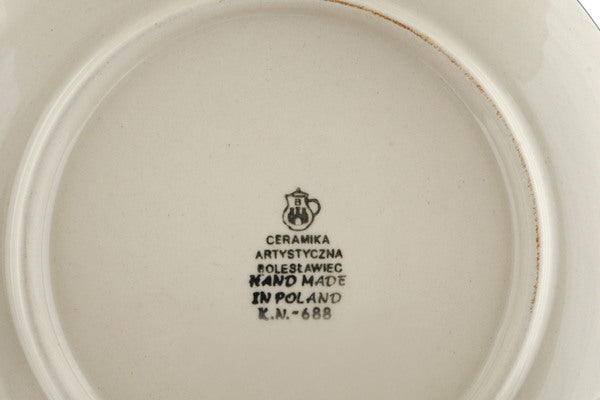 B
CERAMIKA
ARTYSTYCZNA
BOLESŁAWIEC
HAND MADE
IN POLAND
K.N.-688